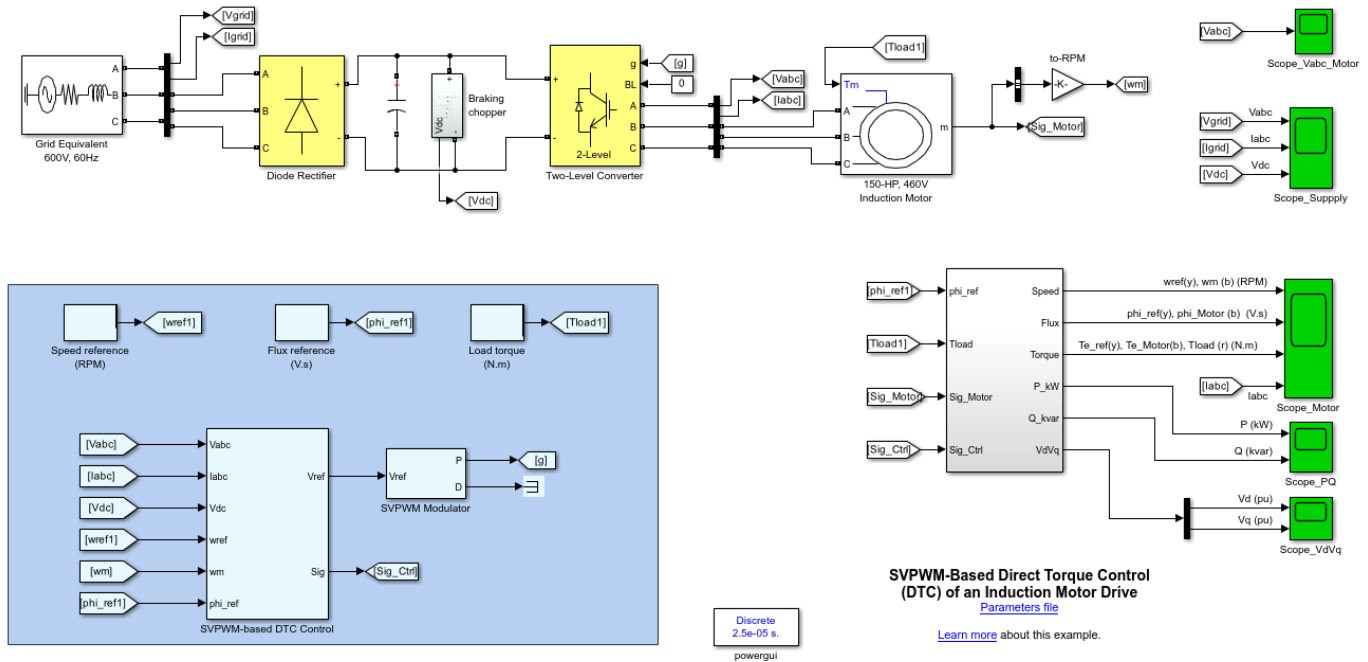 [Vgrid]
[Igrid]
A
B
C
Grid Equivalent
600V, 60Hz
A
B
C
+
-
Diode Rectifier
+
Vdc
-
Braking
chopper
[Vdc]
+
-
g
BL
A
B
C
2-Level
Two-Level Converter
[g]
0
[Vabc]
[Iabc]
[Tload1]
Tm
A
B
C
m
150-HP, 460V
Induction Motor
to-RPM
-K-
[wm]
[Sig_Motor]
[Vabc]
Scope_Vabc_Motor
[Vgrid]
Vabc
[Igrid]
Iabc
[Vdc]
Vdc
Scope_Suppply
[wref1]
Speed reference
(RPM)
[phi_ref1]
Flux reference
(V.s)
[Tload1]
Load torque
(N.m)
[Vabc]
[Iabc]
[Vdc]
[wref1]
[wm]
[phi_ref1]
Vabc
Iabc
Vdc
wref
wm
phi_ref
Vref
Sig
SVPWM-based DTC Control
Vref
P
D
SVPWM Modulator
[g]
[Sig_Ctrl]
[phi_ref1]
[Tload1]
[Sig_Motor]
[Sig_Ctrl]
phi_ref
Tload
Sig_Motor
Sig_Ctrl
Speed
Flux
Torque
P_kW
Q_kvar
VdVq
wref(y), wm (b) (RPM)
phi_ref(y), phi_Motor (b)  (V.s)
Te_ref(y), Te_Motor(b), Tload (r) (N.m)
[Iabc]
Iabc
Scope_Motor
P (kW)
Q (kvar)
Scope_PQ
Vd (pu)
Vq (pu)
Scope_VdVq
Discrete
2.5e-05 s.
powergui
SVPWM-Based Direct Torque Control
(DTC) of an Induction Motor Drive
Parameters file
Learn more about this example.